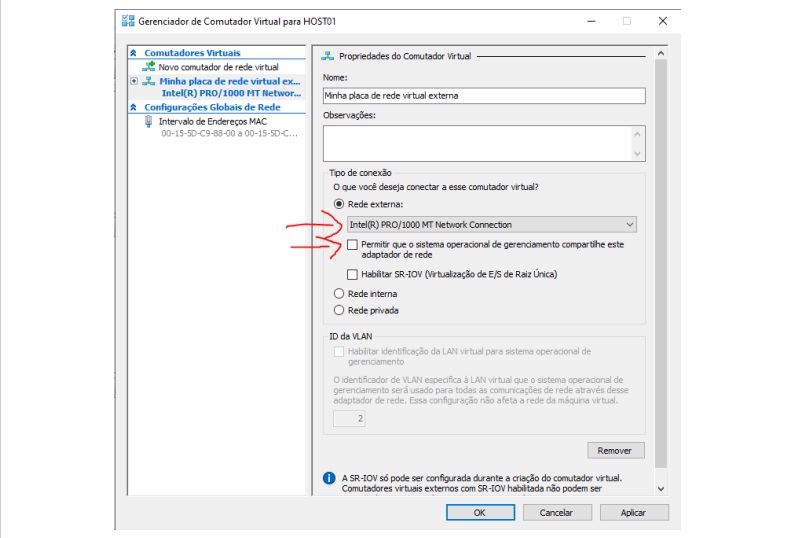 Gerenciador de Comutador Virtual para HOST01
Comutadores Virtuais
Novo comutador de rede virtual
Minha placa de rede virtual ex...
Intel(R) PRO/1000 MT Networ...
Configurações Globais de Rede
Intervalo de Endereços MAC
00-15-5D-C9-88-00 a 00-15-5D-C...
Propriedades do Comutador Virtual
Nome:
Minha placa de rede virtual externa
Observações:
Tipo de conexão
O que você deseja conectar a esse comutador virtual?
Rede externa:
Intel(R) PRO/1000 MT Network Connection
Permitir que o sistema operacional de gerenciamento compartilhe este
adaptador de rede
Habilitar SR-IOV (Virtualização de E/S de Raiz Única)
Rede interna
Rede privada
ID da VLAN
Habilitar identificação da LAN virtual para sistema operacional de
gerenciamento
O identificador de VLAN especifica à LAN virtual que o sistema operacional de
gerenciamento será usado para todas as comunicações de rede através desse
adaptador de rede. Essa configuração não afeta a rede da máquina virtual.
2
Remover
A SR-IOV só pode ser configurada durante a criação do comutador virtual.
Comutadores virtuais externos com SR-IOV habilitada não podem ser
OK
Cancelar
Aplicar